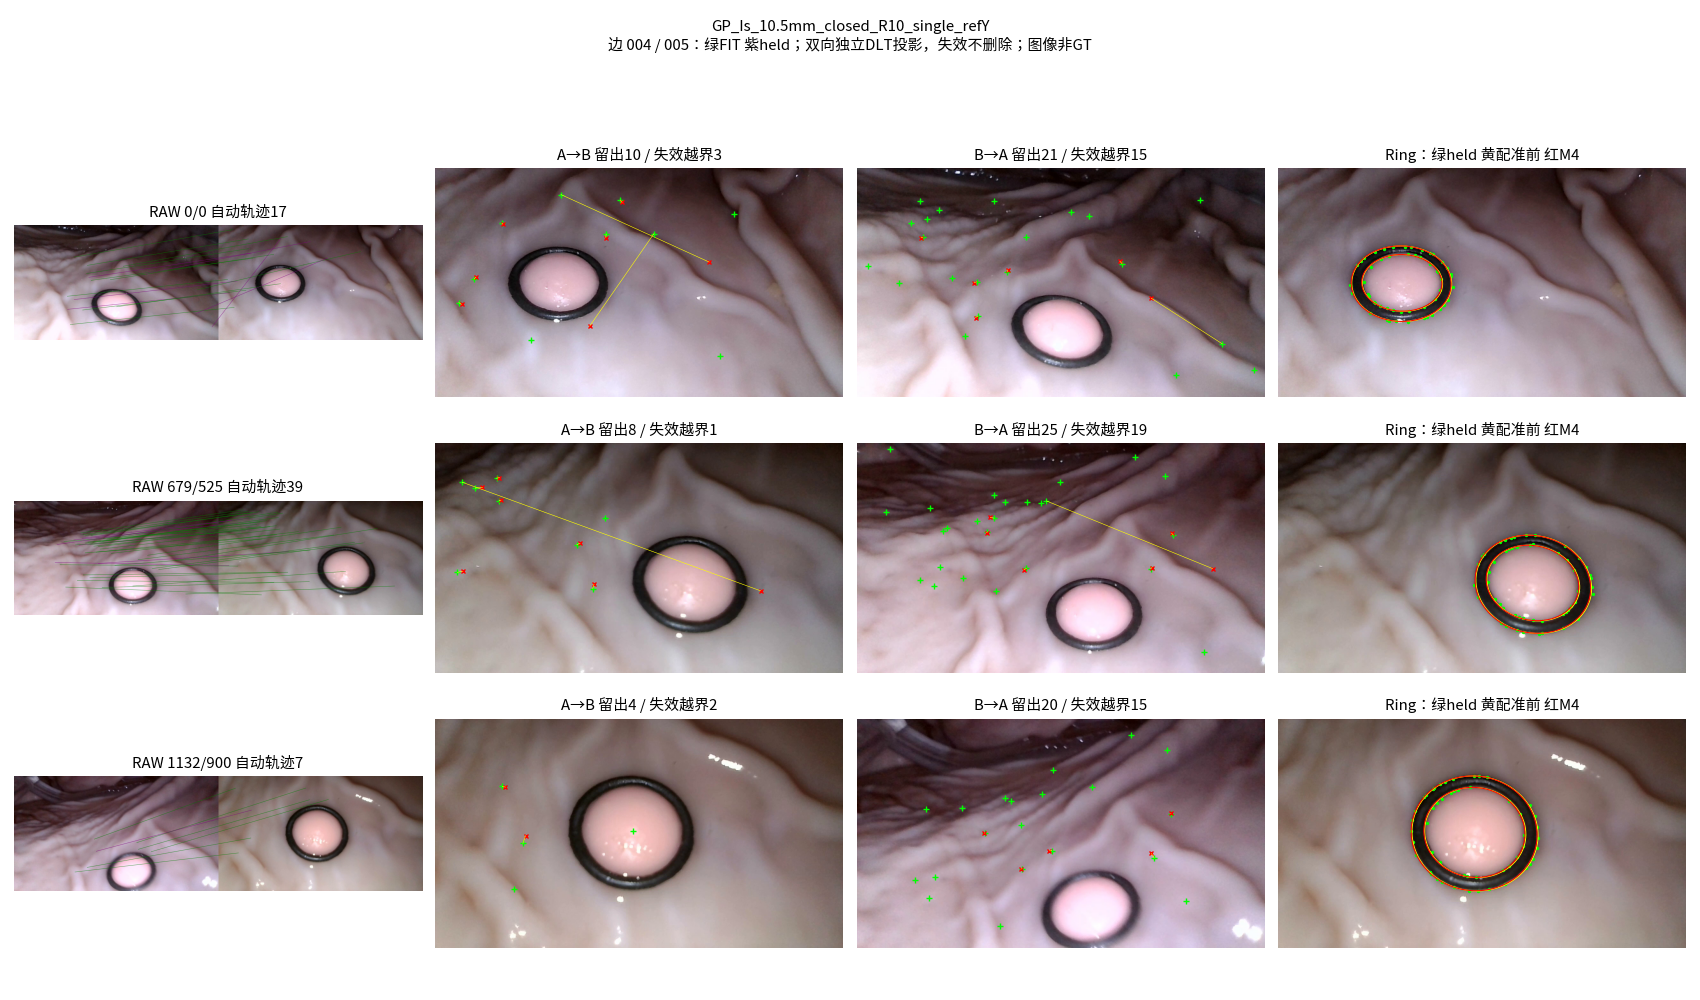 GP_Is_10.5mm_closed_R10_single_refY
边 004 / 005：绿FIT 紫held；双向独立DLT投影，失效不删除；图像非GT
RAW 0/0 自动轨迹17
A→B 留出10 / 失效越界3
B→A 留出21 / 失效越界15
Ring：绿held 黄配准前 红M4
RAW 679/525 自动轨迹39
A→B 留出8 / 失效越界1
B→A 留出25 / 失效越界19
Ring：绿held 黄配准前 红M4
RAW 1132/900 自动轨迹7
A→B 留出4 / 失效越界2
B→A 留出20 / 失效越界15
Ring：绿held 黄配准前 红M4